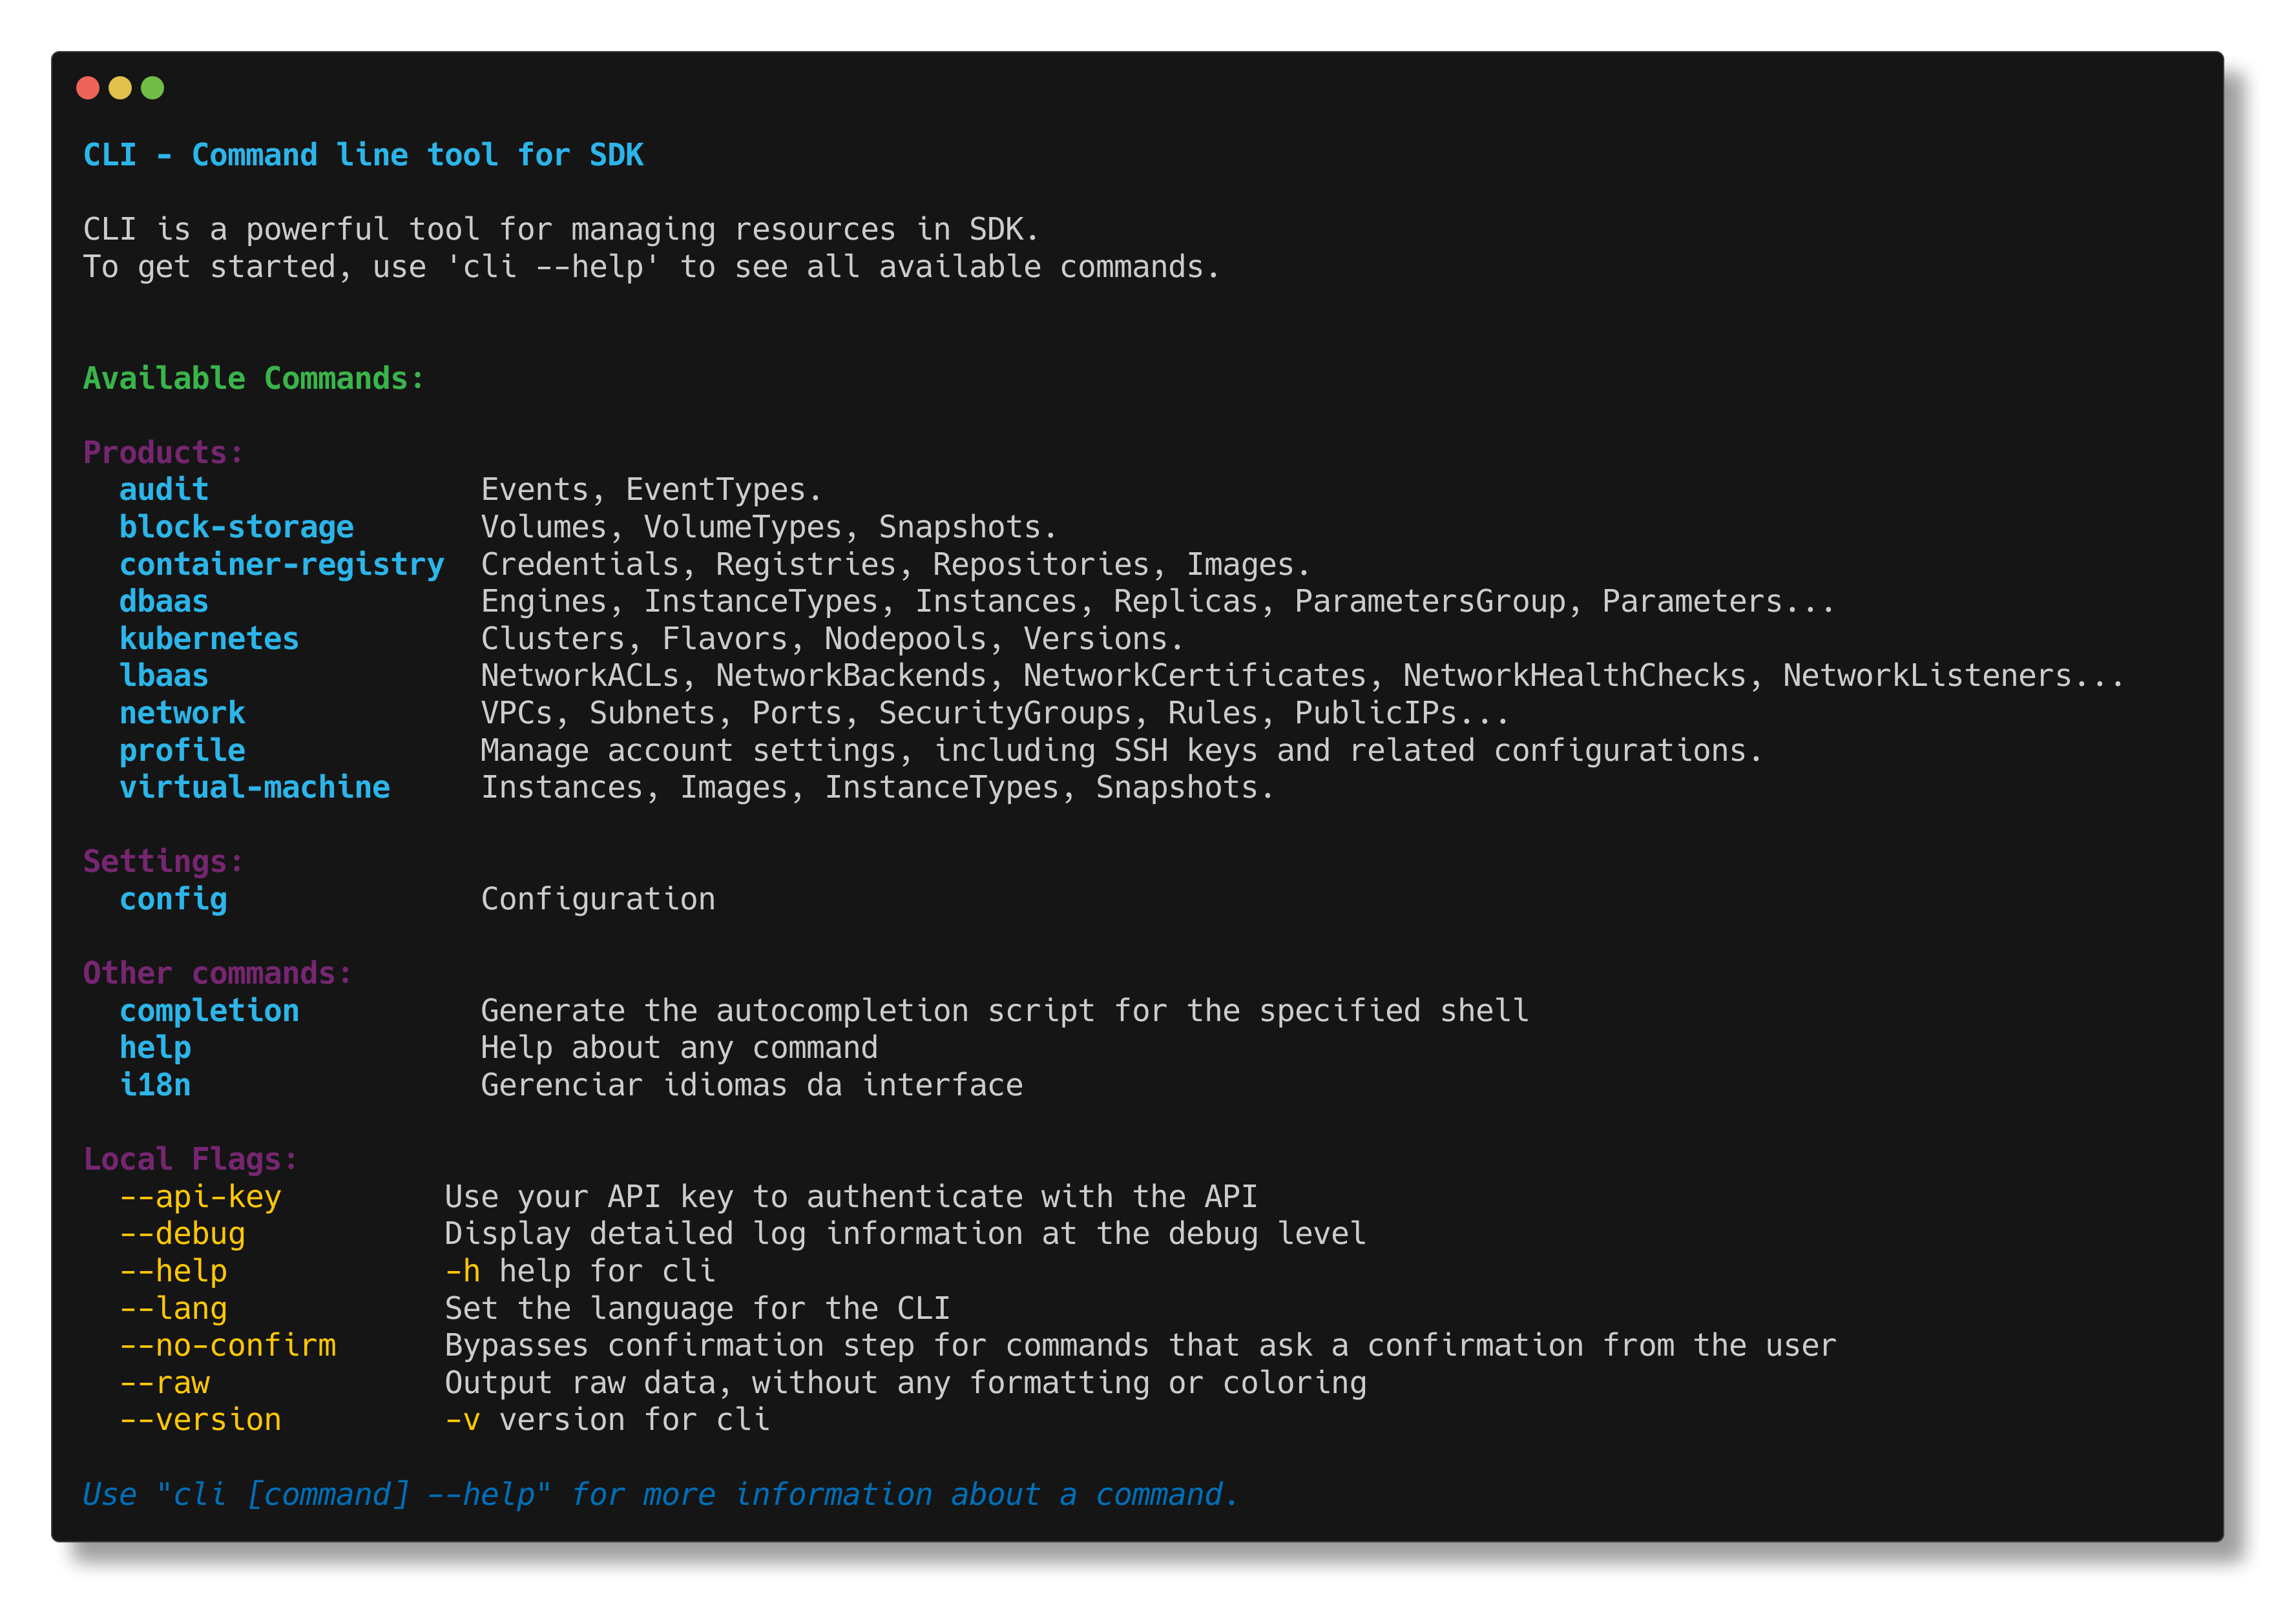 CLI - Command line tool for SDK
CLI is a powerful tool for managing resources in SDK.
To get started, use 'cli --help' to see all available commands.
Available Commands:
Products:
audit Events, EventTypes.
block-storage Volumes, VolumeTypes, Snapshots.
container-registry Credentials, Registries, Repositories, Images.
dbaas Engines, InstanceTypes, Instances, Replicas, ParametersGroup, Parameters...
kubernetes Clusters, Flavors, Nodepools, Versions.
lbaas NetworkACLs, NetworkBackends, NetworkCertificates, NetworkHealthChecks, NetworkListeners...
network VPCs, Subnets, Ports, SecurityGroups, Rules, PublicIPs...
profile Manage account settings, including SSH keys and related configurations.
virtual-machine Instances, Images, InstanceTypes, Snapshots.
Settings:
config Configuration
Other commands:
completion Generate the autocompletion script for the specified shell
help Help about any command
i18n Gerenciar idiomas da interface
Local Flags:
--api-key Use your API key to authenticate with the API
--debug Display detailed log information at the debug level
--help -h help for cli
--lang Set the language for the CLI
--no-confirm Bypasses confirmation step for commands that ask a confirmation from the user
--raw Output raw data, without any formatting or coloring
--version -v version for cli
Use "cli [command] --help" for more information about a command.